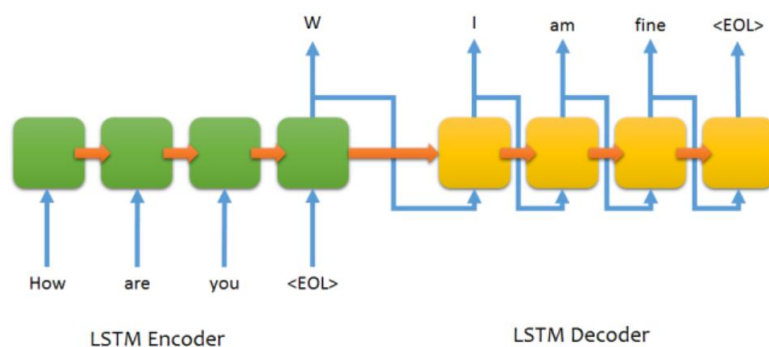 W I am fine <EOL>
How are you <EOL>
LSTM Encoder LSTM Decoder